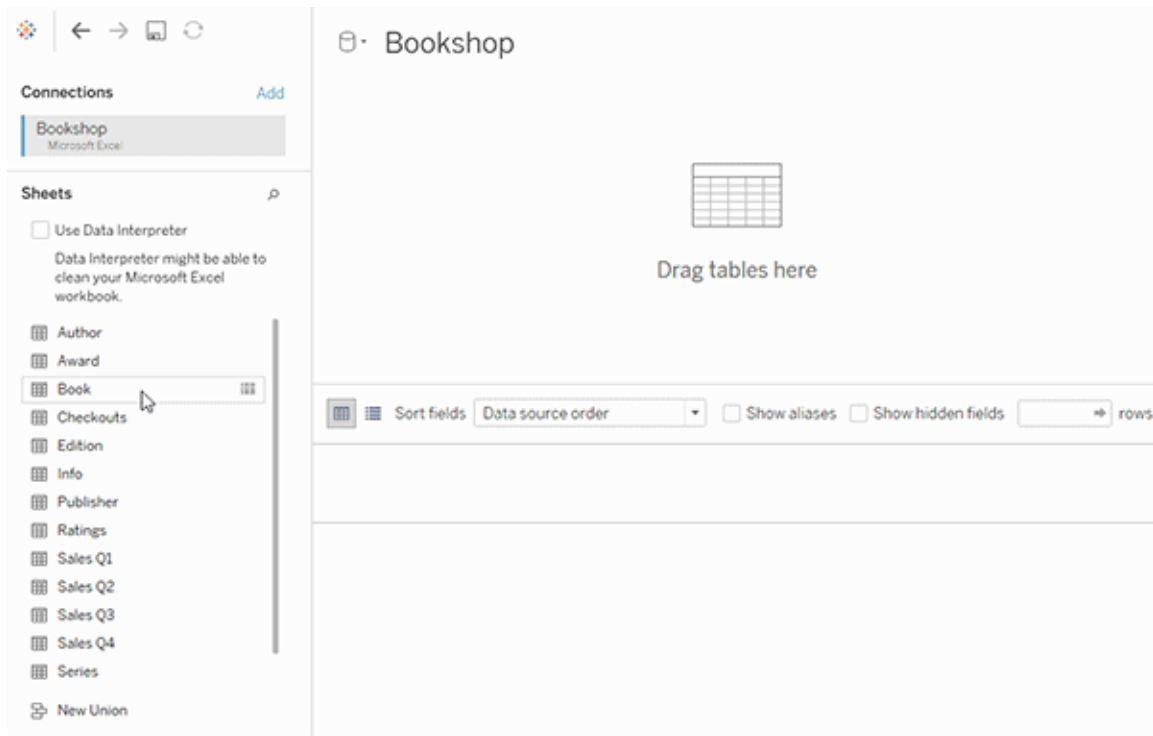 Bookshop
Connections
Add
Bookshop
Microsoft Excel
Sheets
Use Data Interpreter
Data Interpreter might be able to
clean your Microsoft Excel
workbook.
Author
Award
Book
Checkouts
Edition
Info
Publisher
Ratings
Sales Q1
Sales Q2
Sales Q3
Sales Q4
Series
New Union
Drag tables here
Sort fields Data source order Show aliases Show hidden fields rows